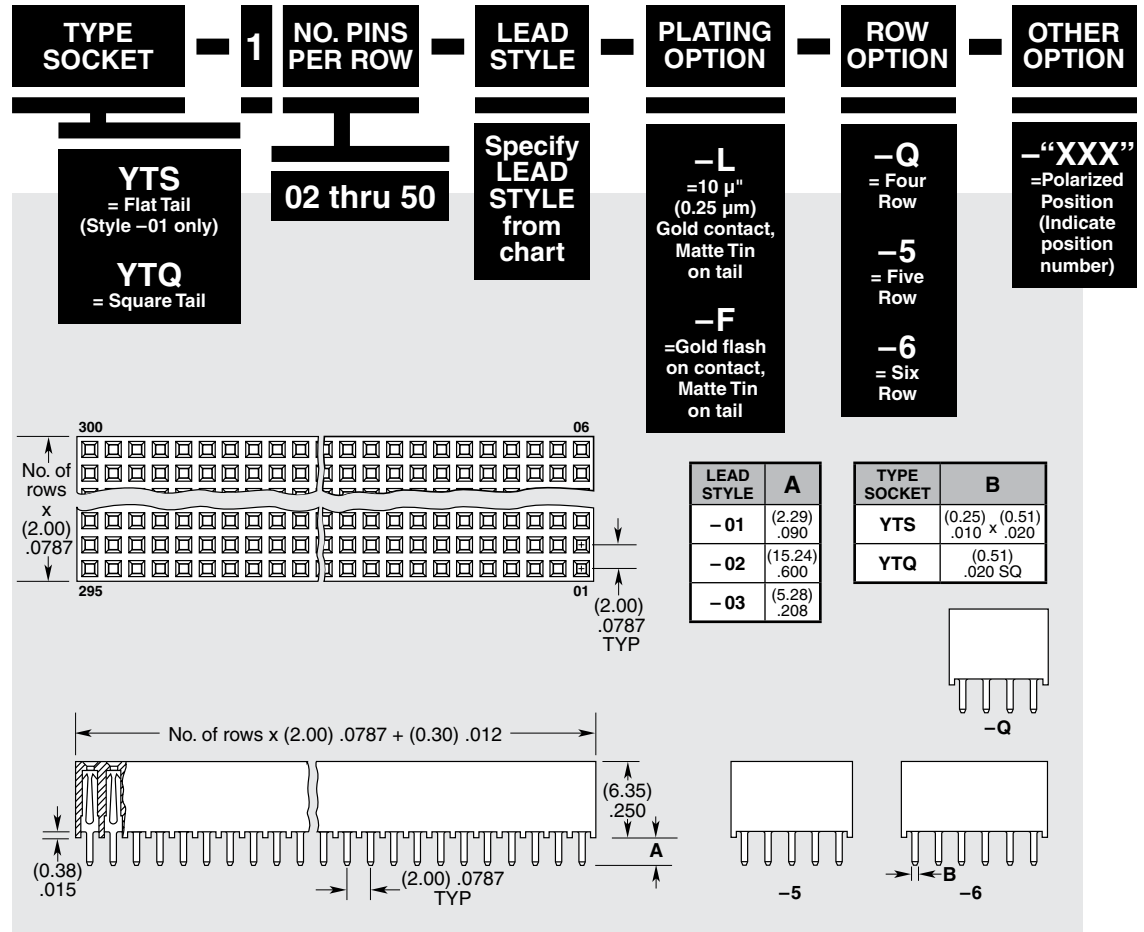 TYPE
SOCKET
–
1
NO. PINS
PER ROW
–
LEAD
STYLE
–
PLATING
OPTION
–
ROW
OPTION
–
OTHER
OPTION
YTS
= Flat Tail
(Style –01 only)
YTQ
= Square Tail
02 thru 50
Specify
LEAD
STYLE
from
chart
–L
=10 µ"
(0.25 µm)
Gold contact,
Matte Tin
on tail
–F
=Gold flash
on contact,
Matte Tin
on tail
–Q
= Four
Row
–5
= Five
Row
–6
= Six
Row
–“XXX”
=Polarized
Position
(Indicate
position
number)
300
06
No. of
rows
x
(2.00)
.0787
295
01
(2.00)
.0787
TYP
LEAD
STYLE
A
– 01
(2.29)
.090
– 02
(15.24)
.600
– 03
(5.28)
.208
TYPE
SOCKET
B
YTS
(0.25) x (0.51)
.010 .020
YTQ
(0.51)
.020 SQ
–Q
No. of rows x (2.00) .0787 + (0.30) .012
(6.35)
.250
A
(0.38)
.015
(2.00) .0787
TYP
–5
B
–6